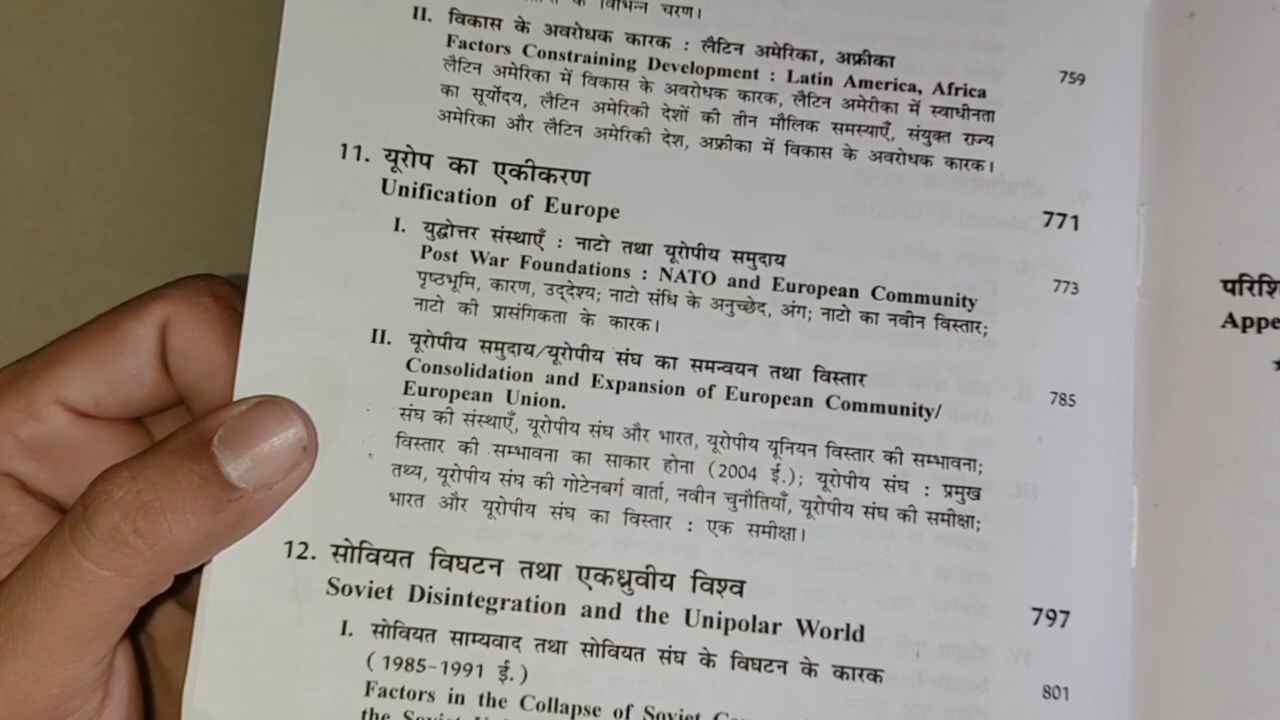 के विभिन्न चरण।
II. विकास के अवरोधक कारक : लैटिन अमेरिका, अफ्रीका
Factors Constraining Development : Latin America, Africa 759
लैटिन अमेरिका में विकास के अवरोधक कारक, लैटिन अमेरीका में स्वाधीनता
का सूर्योदय, लैटिन अमेरिकी देशों की तीन मौलिक समस्याएँ, संयुक्त राज्य
अमेरिका और लैटिन अमेरिकी देश, अफ्रीका में विकास के अवरोधक कारक।
11. यूरोप का एकीकरण
Unification of Europe 771
I. युद्धोत्तर संस्थाएँ : नाटो तथा यूरोपीय समुदाय
Post War Foundations : NATO and European Community 773
पृष्ठभूमि, कारण, उद्देश्य; नाटो संधि के अनुच्छेद, अंग; नाटो का नवीन विस्तार;
नाटो की प्रासंगिकता के कारक।
II. यूरोपीय समुदाय/यूरोपीय संघ का समन्वयन तथा विस्तार
Consolidation and Expansion of European Community/ 785
European Union.
संघ की संस्थाएँ, यूरोपीय संघ और भारत, यूरोपीय यूनियन विस्तार की सम्भावना;
विस्तार की सम्भावना का साकार होना (2004 ई.); यूरोपीय संघ : प्रमुख
तथ्य, यूरोपीय संघ की गोटेनबर्ग वार्ता, नवीन चुनौतियाँ, यूरोपीय संघ की समीक्षा;
भारत और यूरोपीय संघ का विस्तार : एक समीक्षा।
12. सोवियत विघटन तथा एकध्रुवीय विश्व
Soviet Disintegration and the Unipolar World 797
I. सोवियत साम्यवाद तथा सोवियत संघ के विघटन के कारक
(1985-1991 ई.) 801
Factors in the Collapse of Soviet
the Soviet
परिशि
Appe